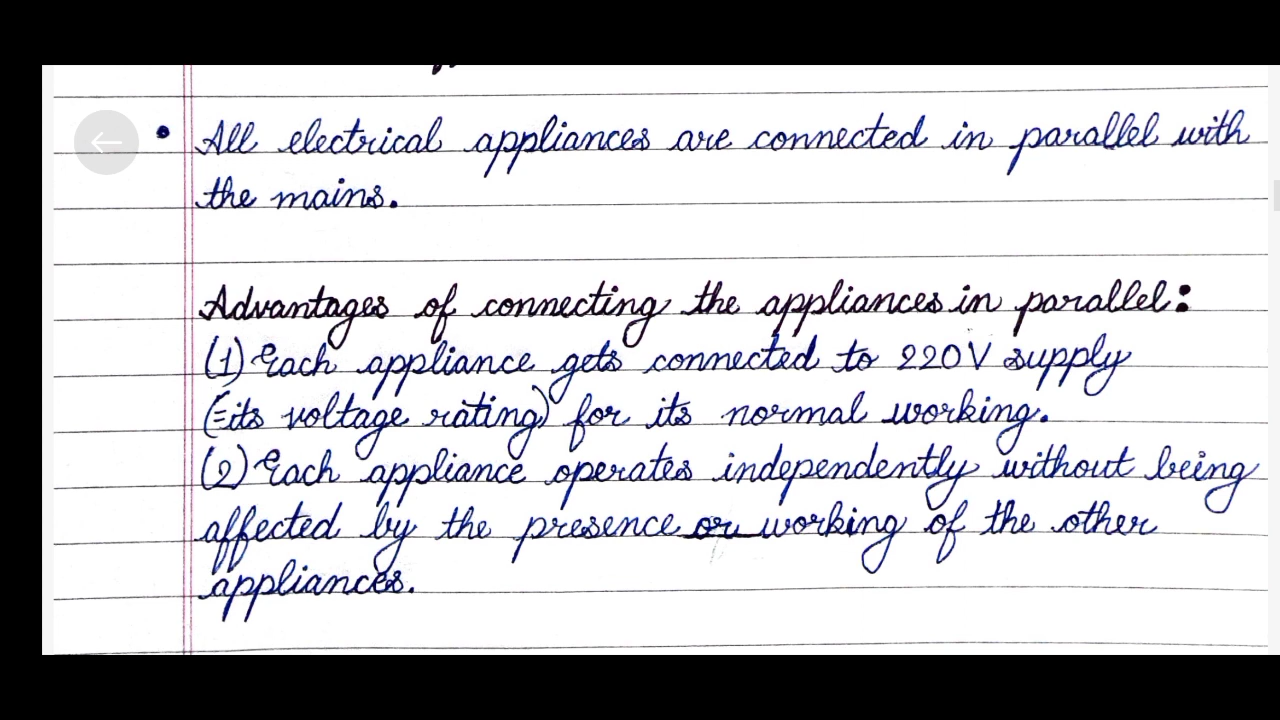 All electrical appliances are connected in parallel with
the mains.
Advantages of connecting the appliances in parallel:
(1) Each appliance gets connected to 220V supply
(=its voltage rating) for its normal working.
(2) Each appliance operates independently without being
affected by the presence or working of the other
appliances.